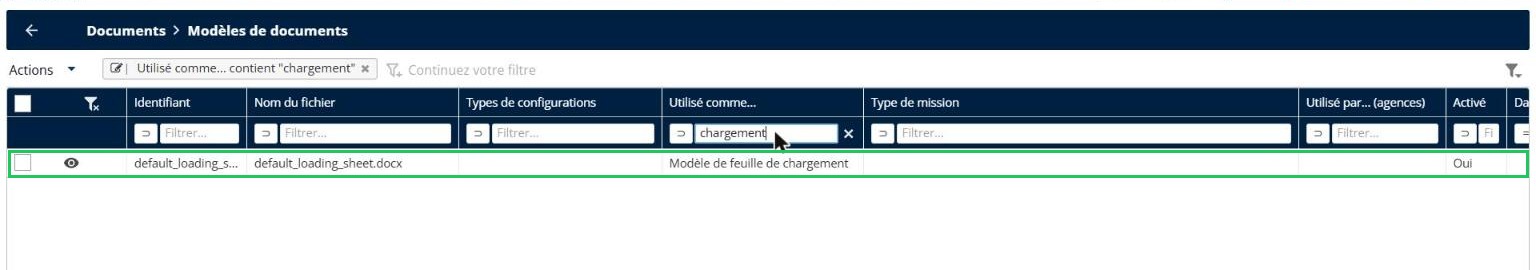 Documents > Modèles de documents
Actions Utilisé comme... contient "chargement" × Continuez votre filtre
Identifiant Nom du fichier Types de configurations Utilisé comme... Type de mission Utilisé par... (agences) Activé Da
⊃ Filtrer... ⊃ Filtrer... ⊃ Filtrer... ⊃ chargement × ⊃ Filtrer... ⊃ Filtrer... ⊃ Fi =
default_loading_s... default_loading_sheet.docx Modèle de feuille de chargement Oui